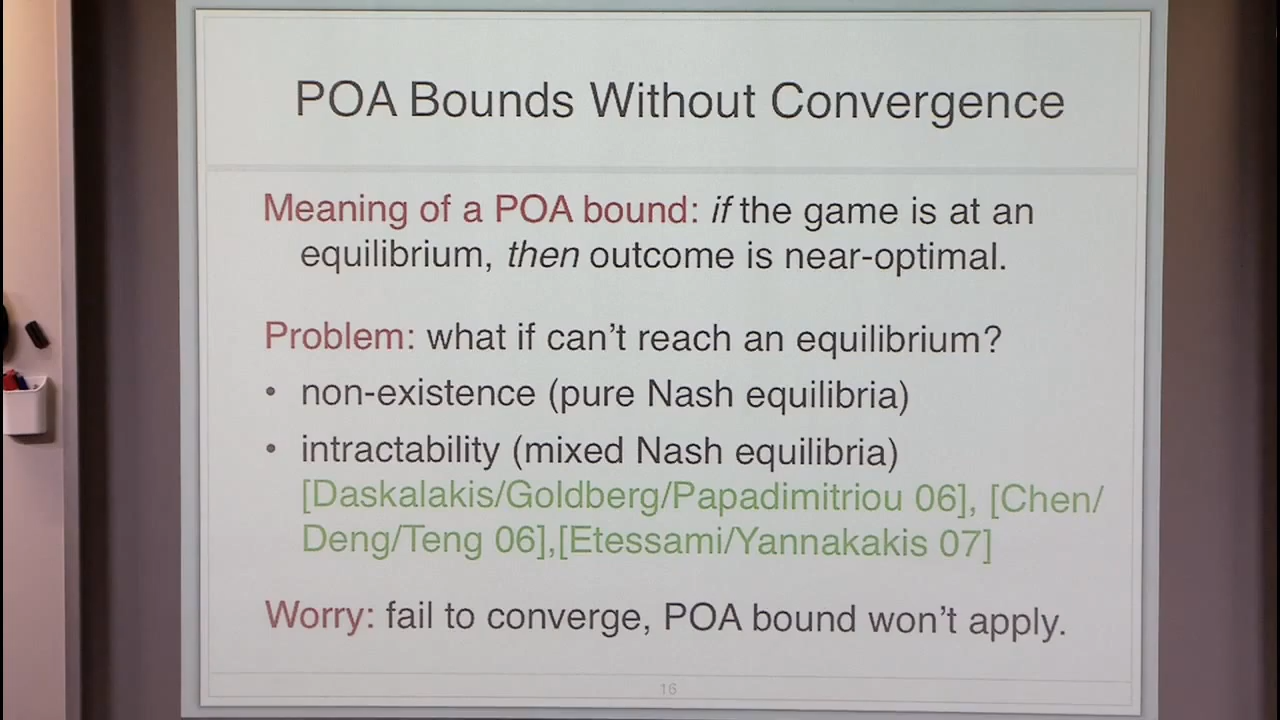 POA Bounds Without Convergence
Meaning of a POA bound: if the game is at an
equilibrium, then outcome is near-optimal.
Problem: what if can't reach an equilibrium?
• non-existence (pure Nash equilibria)
• intractability (mixed Nash equilibria)
[Daskalakis/Goldberg/Papadimitriou 06], [Chen/
Deng/Teng 06],[Etessami/Yannakakis 07]
Worry: fail to converge, POA bound won't apply.
16